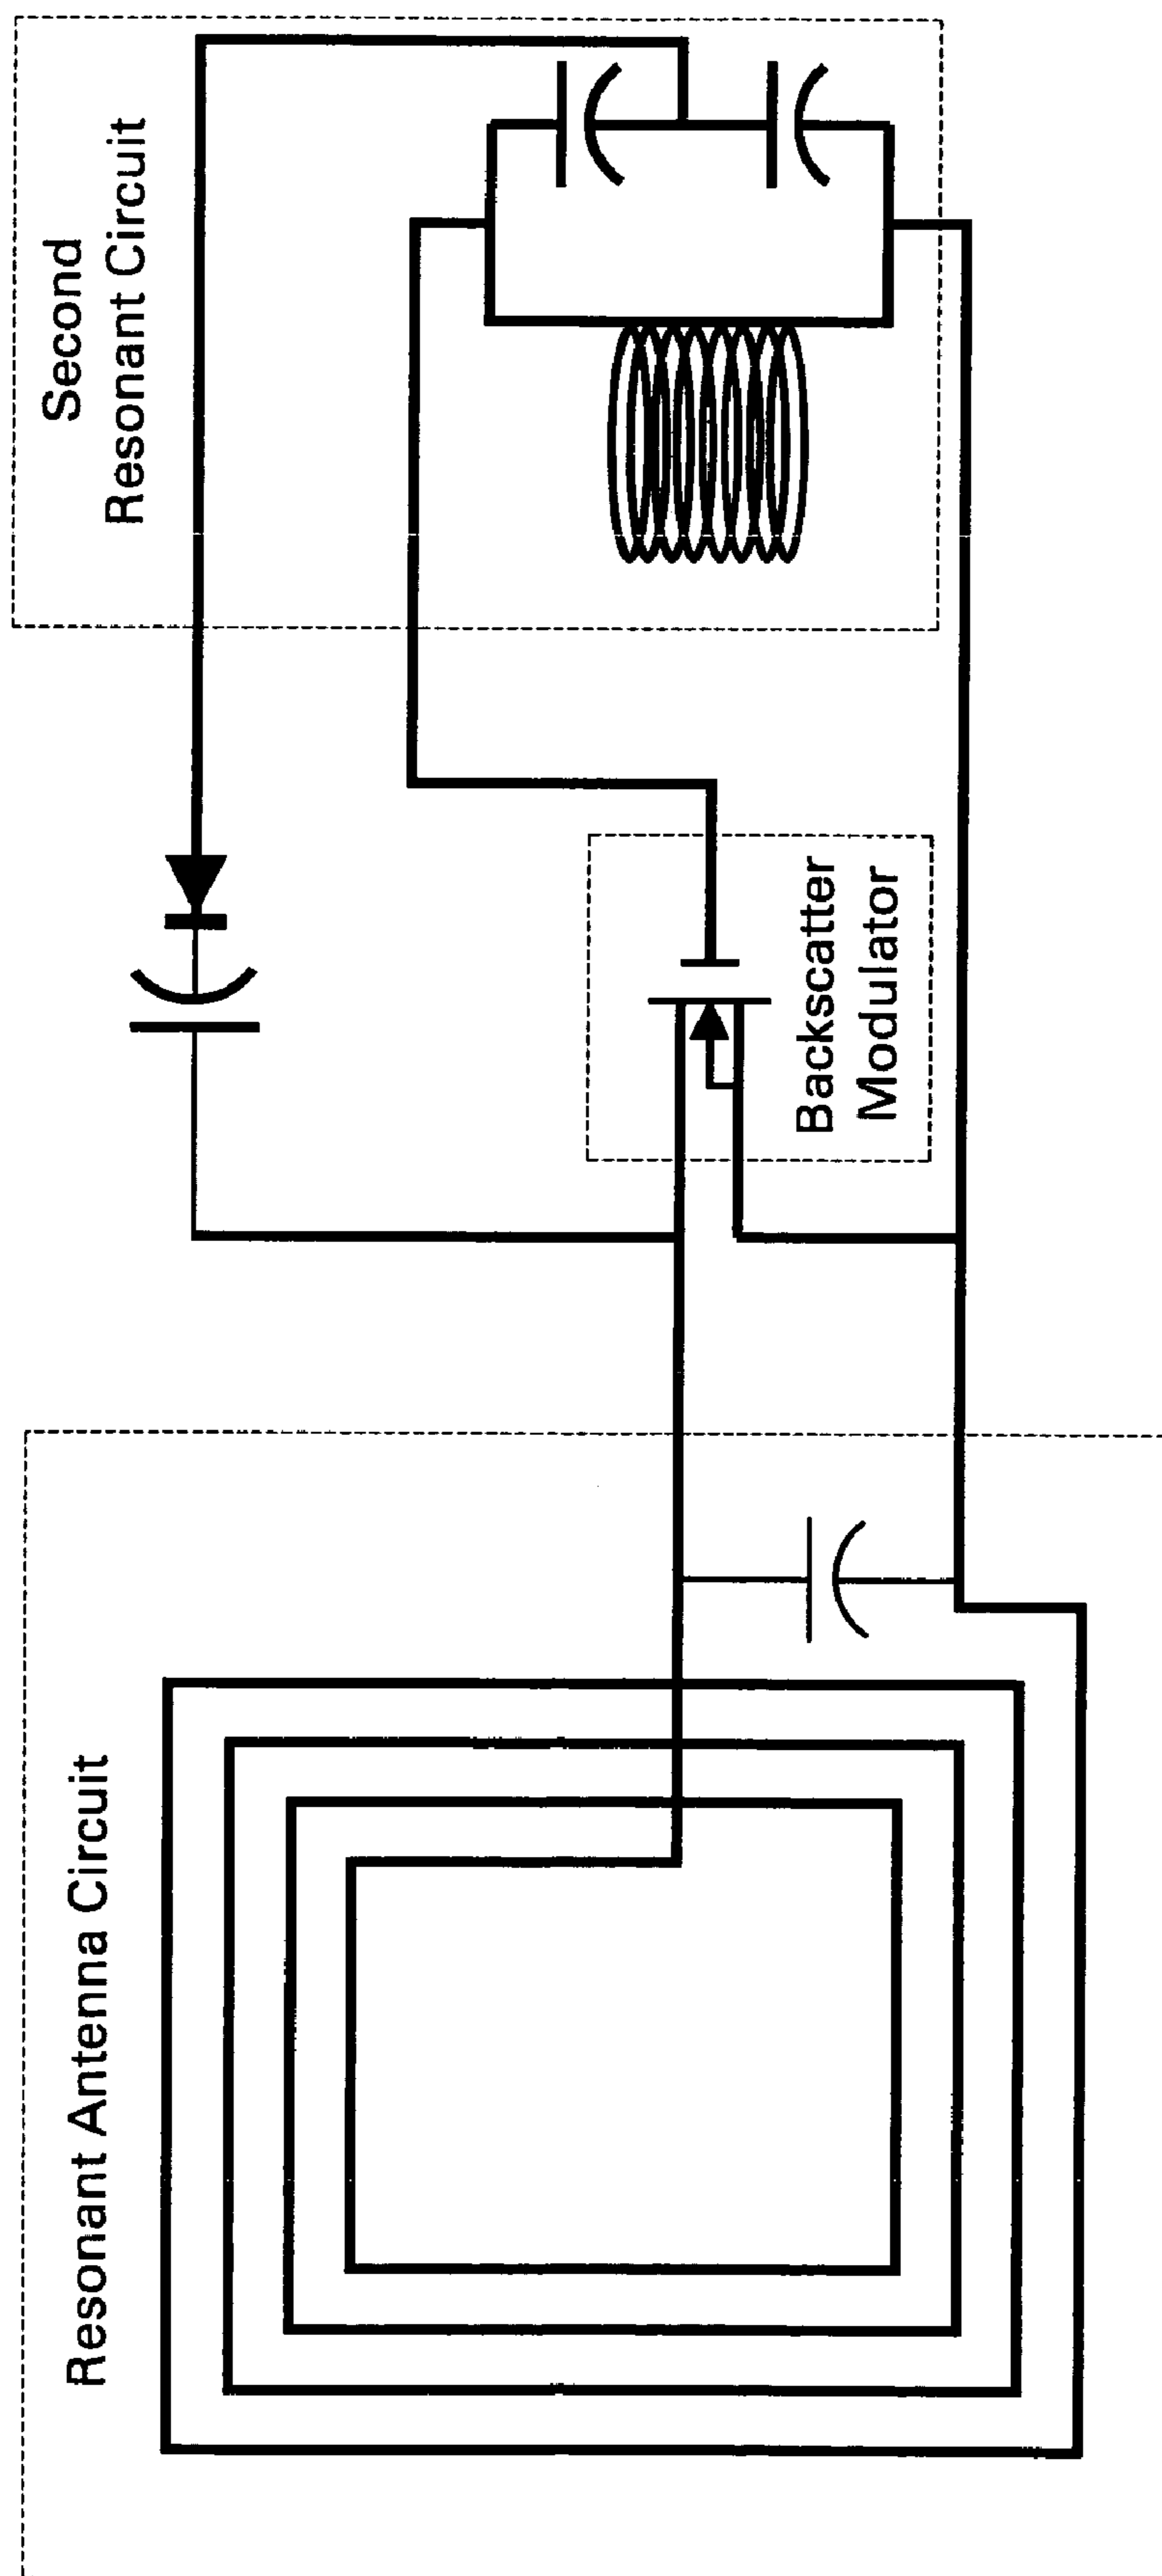 Resonant Antenna Circuit
Backscatter
Modulator
Second
Resonant Circuit